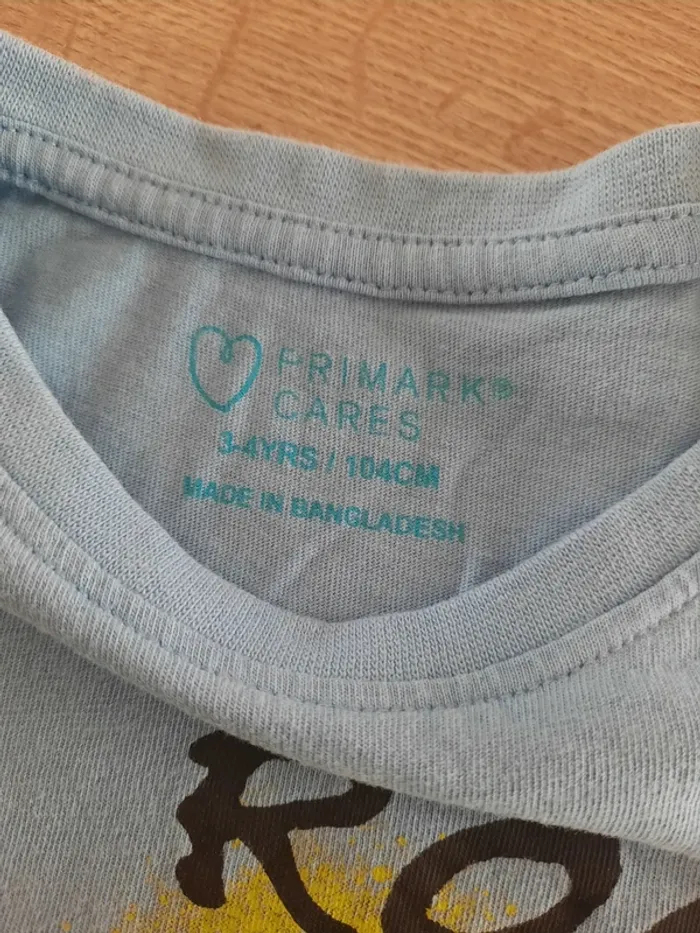 PRIMARK®
CARES
3-4YRS / 104CM
MADE IN BANGLADESH